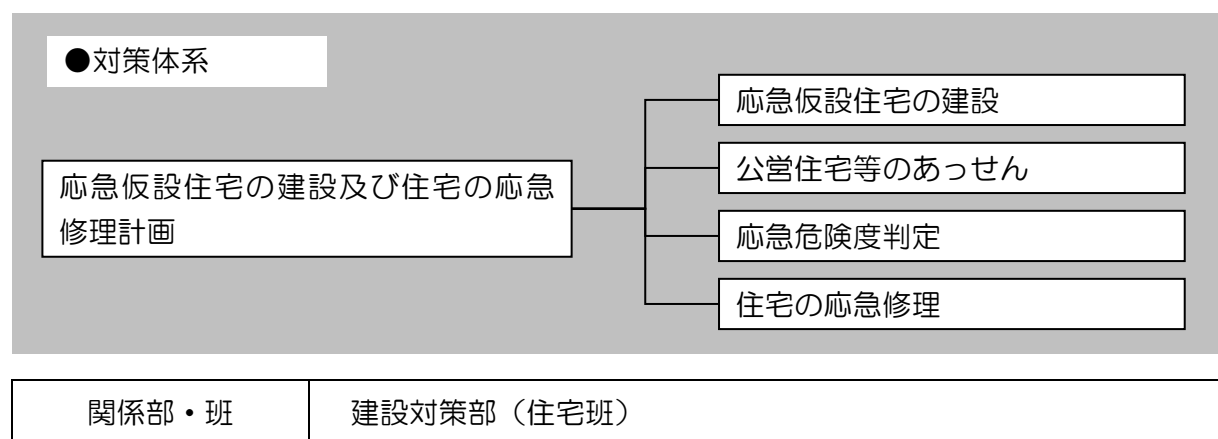 ●対策体系
応急仮設住宅の建設及び住宅の応急
修理計画
応急仮設住宅の建設
公営住宅等のあっせん
応急危険度判定
住宅の応急修理
関係部・班
建設対策部（住宅班）